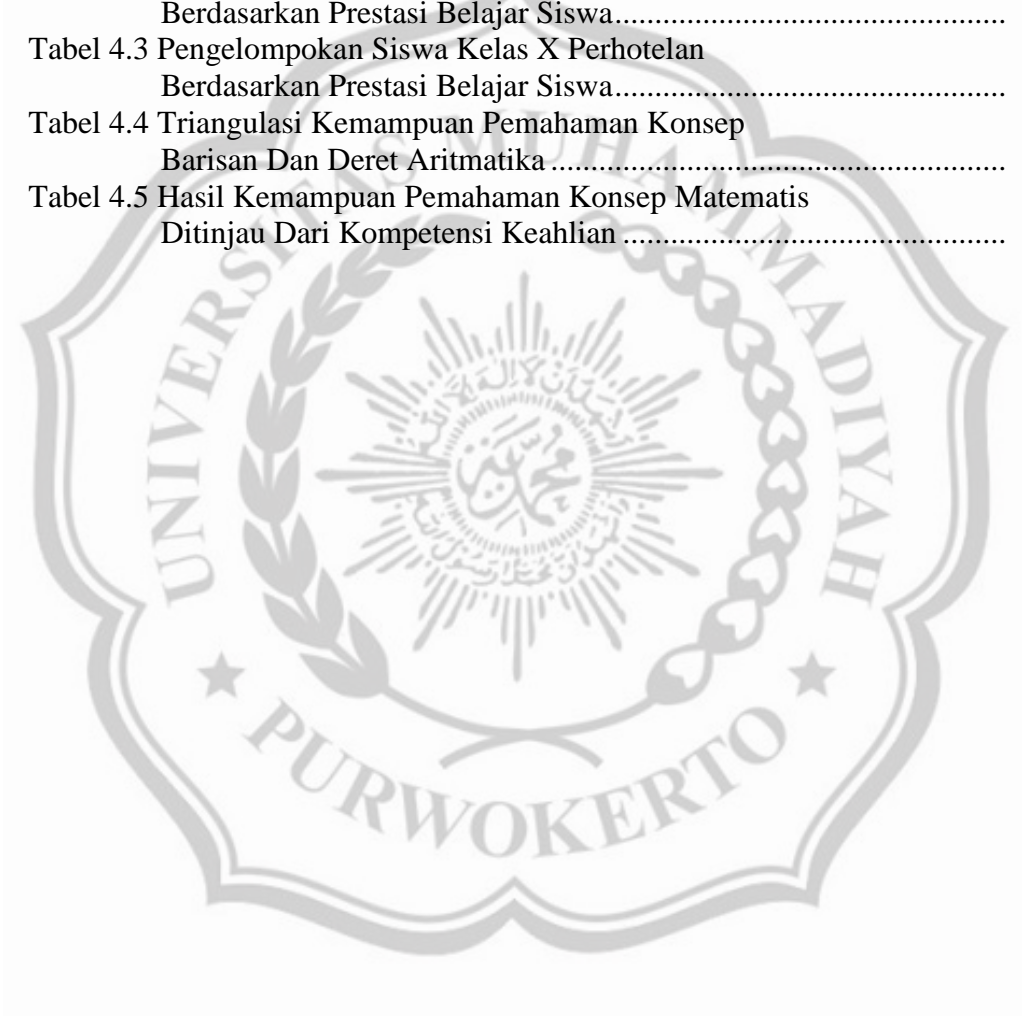 Berdasarkan Prestasi Belajar Siswa................................................
Tabel 4.3 Pengelompokan Siswa Kelas X Perhotelan
Berdasarkan Prestasi Belajar Siswa................................................
Tabel 4.4 Triangulasi Kemampuan Pemahaman Konsep
Barisan Dan Deret Aritmatika ........................................................
Tabel 4.5 Hasil Kemampuan Pemahaman Konsep Matematis
Ditinjau Dari Kompetensi Keahlian ...............................................
UNIVERSITAS MUHAMMADIYAH
PURWOKERTO